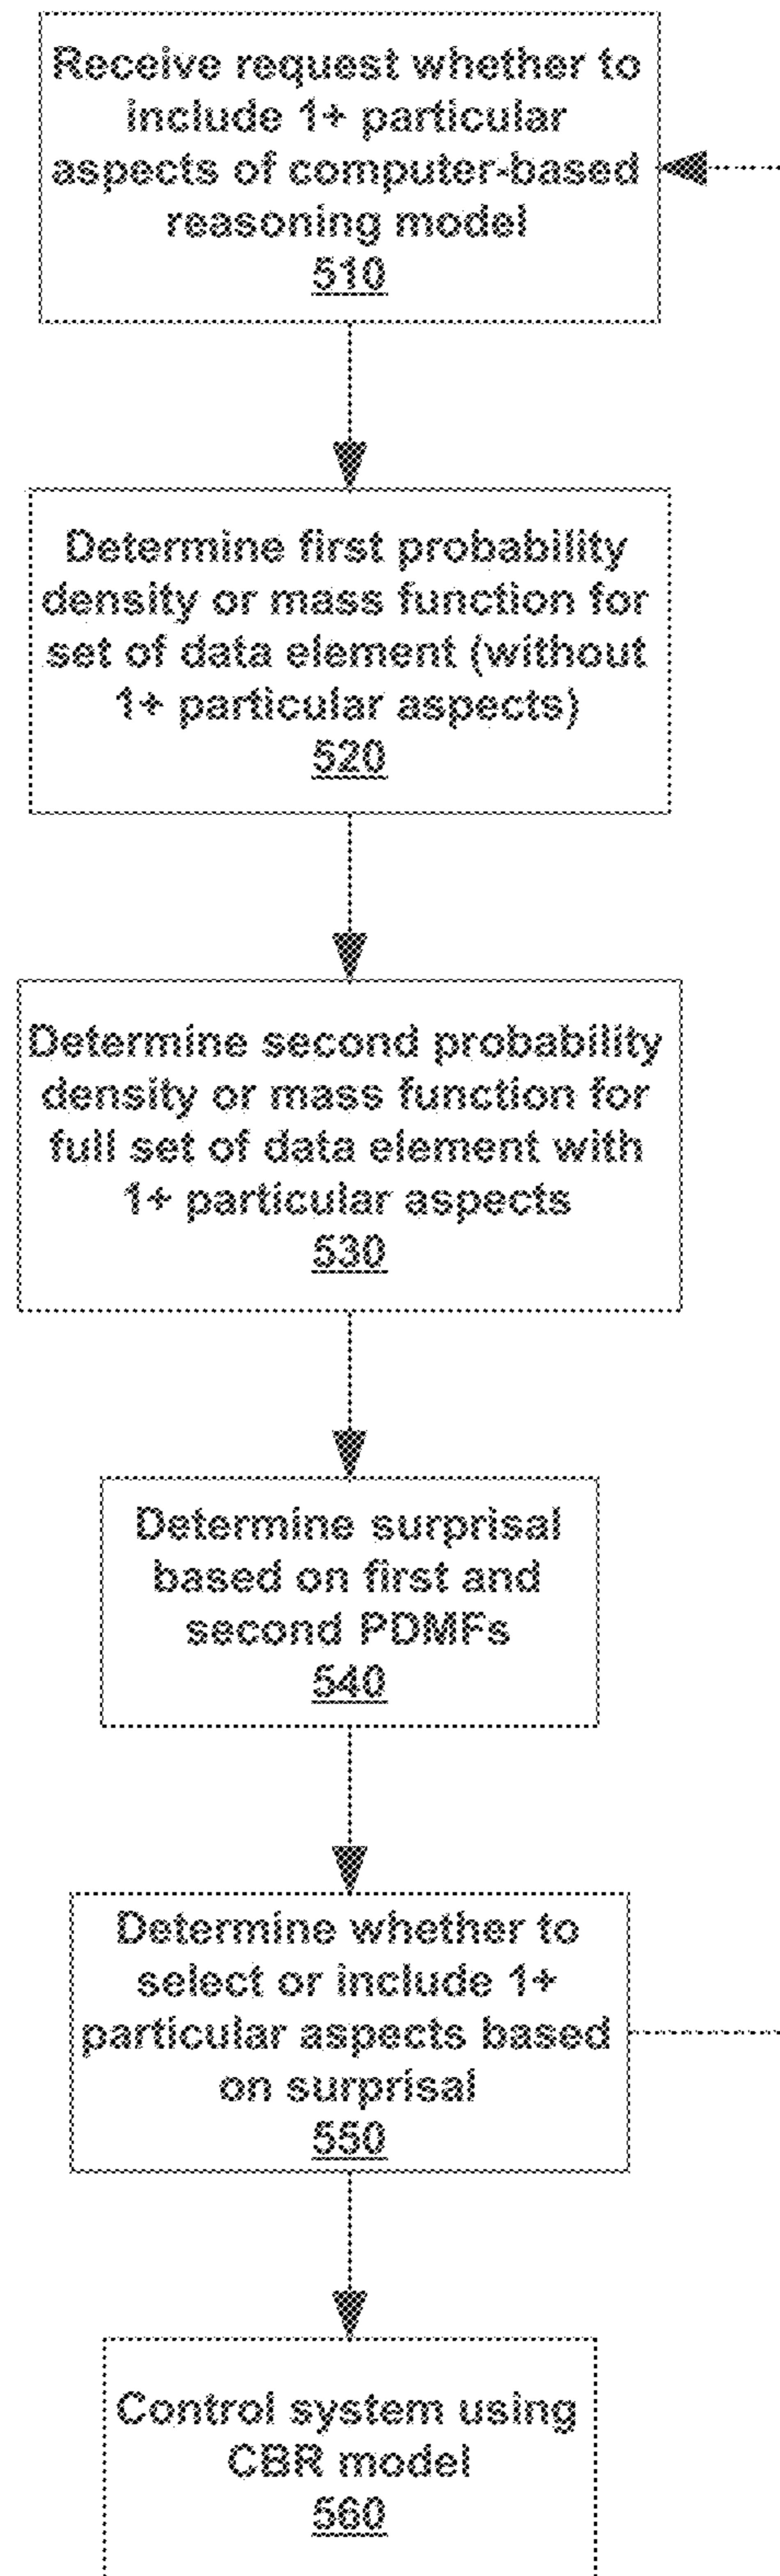 Receive request whether to
include 1+ particular
aspects of computer-based
reasoning model
510
Determine first probability
density or mass function for
set of data element (without
1+ particular aspects)
520
Determine second probability
density or mass function for
full set of data element with
1+ particular aspects
530
Determine surprisal
based on first and
second PDMFs
540
Determine whether to
select or include 1+
particular aspects based
on surprisal
550
Control system using
CBR model
560